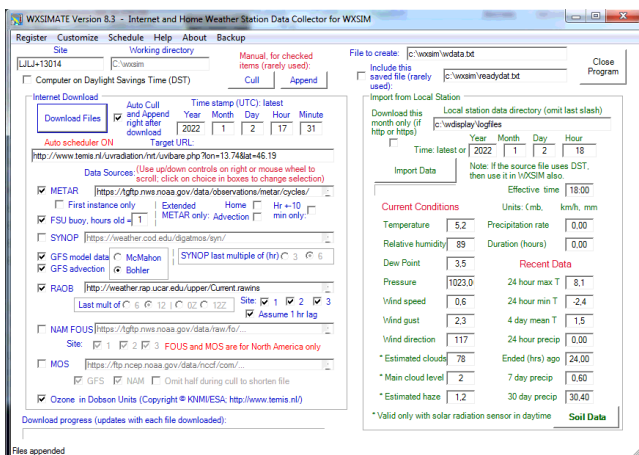 WXSIMATE Version 8.3 - Internet and Home Weather Station Data Collector for WXSIM
Register Customize Schedule Help About Backup
Site
Working directory
LJLJ+13014
C:\wxsim
Manual, for checked
items (rarely used):
Computer on Daylight Savings Time (DST)
Cull
Append
File to create:
c:\wxsim\wdata.txt
Include this
saved file (rarely
used):
c:\wxsim\readydat.txt
Close
Program
Internet Download
Download Files
Auto Cull
and Append
right after
download
Time stamp (UTC): latest
Year Month Day Hour Minute
2022 1 2 17 31
Auto scheduler ON
Target URL:
http://www.temis.nl/uvradiation/nrt/uvibare.php?lon=13.74&lat=46.19
Data Sources:
(Use up/down controls on right or mouse wheel to
scroll; click on choice in boxes to change selection)
METAR
https://tgftp.nws.noaa.gov/data/observations/metar/cycles/
First instance only
Extended
METAR only:
Home
Advection
Hr ←10
min only:
FSU buoy, hours old =
1
SYNOP
https://weather.cod.edu/digatmos/syn/
GFS model data
GFS advection
McMahon
Bohler
SYNOP last multiple of (hr)
3
6
RAOB
http://weather.rap.ucar.edu/upper/Current.rawins
Last mult of
6
12
0Z
12Z
Site:
1
2
3
Assume 1 hr lag
NAM FOUS
https://tgftp.nws.noaa.gov/data/raw/fo/...
Site:
1
2
3
FOUS and MOS are for North America only
MOS
https://ftp.ncep.noaa.gov/data/nccf/com/...
GFS
NAM
Omit half during cull to shorten file
Ozone in Dobson Units (Copyright © KNMI/ESA; http://www.temis.nl/)
Download progress (updates with each file downloaded):
Files appended
Import from Local Station
Download this
month only (if
http or https)
Local station data directory (omit last slash)
c:\wdisplay\logfiles
Year Month Day Hour
Time: latest or
2022 1 2 18
Import Data
Note: If the source file uses DST,
then use it in WXSIM also.
Effective time
18:00
Current Conditions
Units: C mb, km/h, mm
Temperature 5,2
Precipitation rate 0,00
Relative humidity 89
Duration (hours) 0,00
Dew Point 3,5
Recent Data
Pressure 1023,0
24 hour max T 8,1
Wind speed 0,6
24 hour min T -2,4
Wind gust 2,3
4 day mean T 1,5
Wind direction 117
24 hour precip 0,00
* Estimated clouds 78
Ended (hrs) ago 24,00
* Main cloud level 2
7 day precip 0,60
* Estimated haze 1,2
30 day precip 30,40
* Valid only with solar radiation sensor in daytime
Soil Data